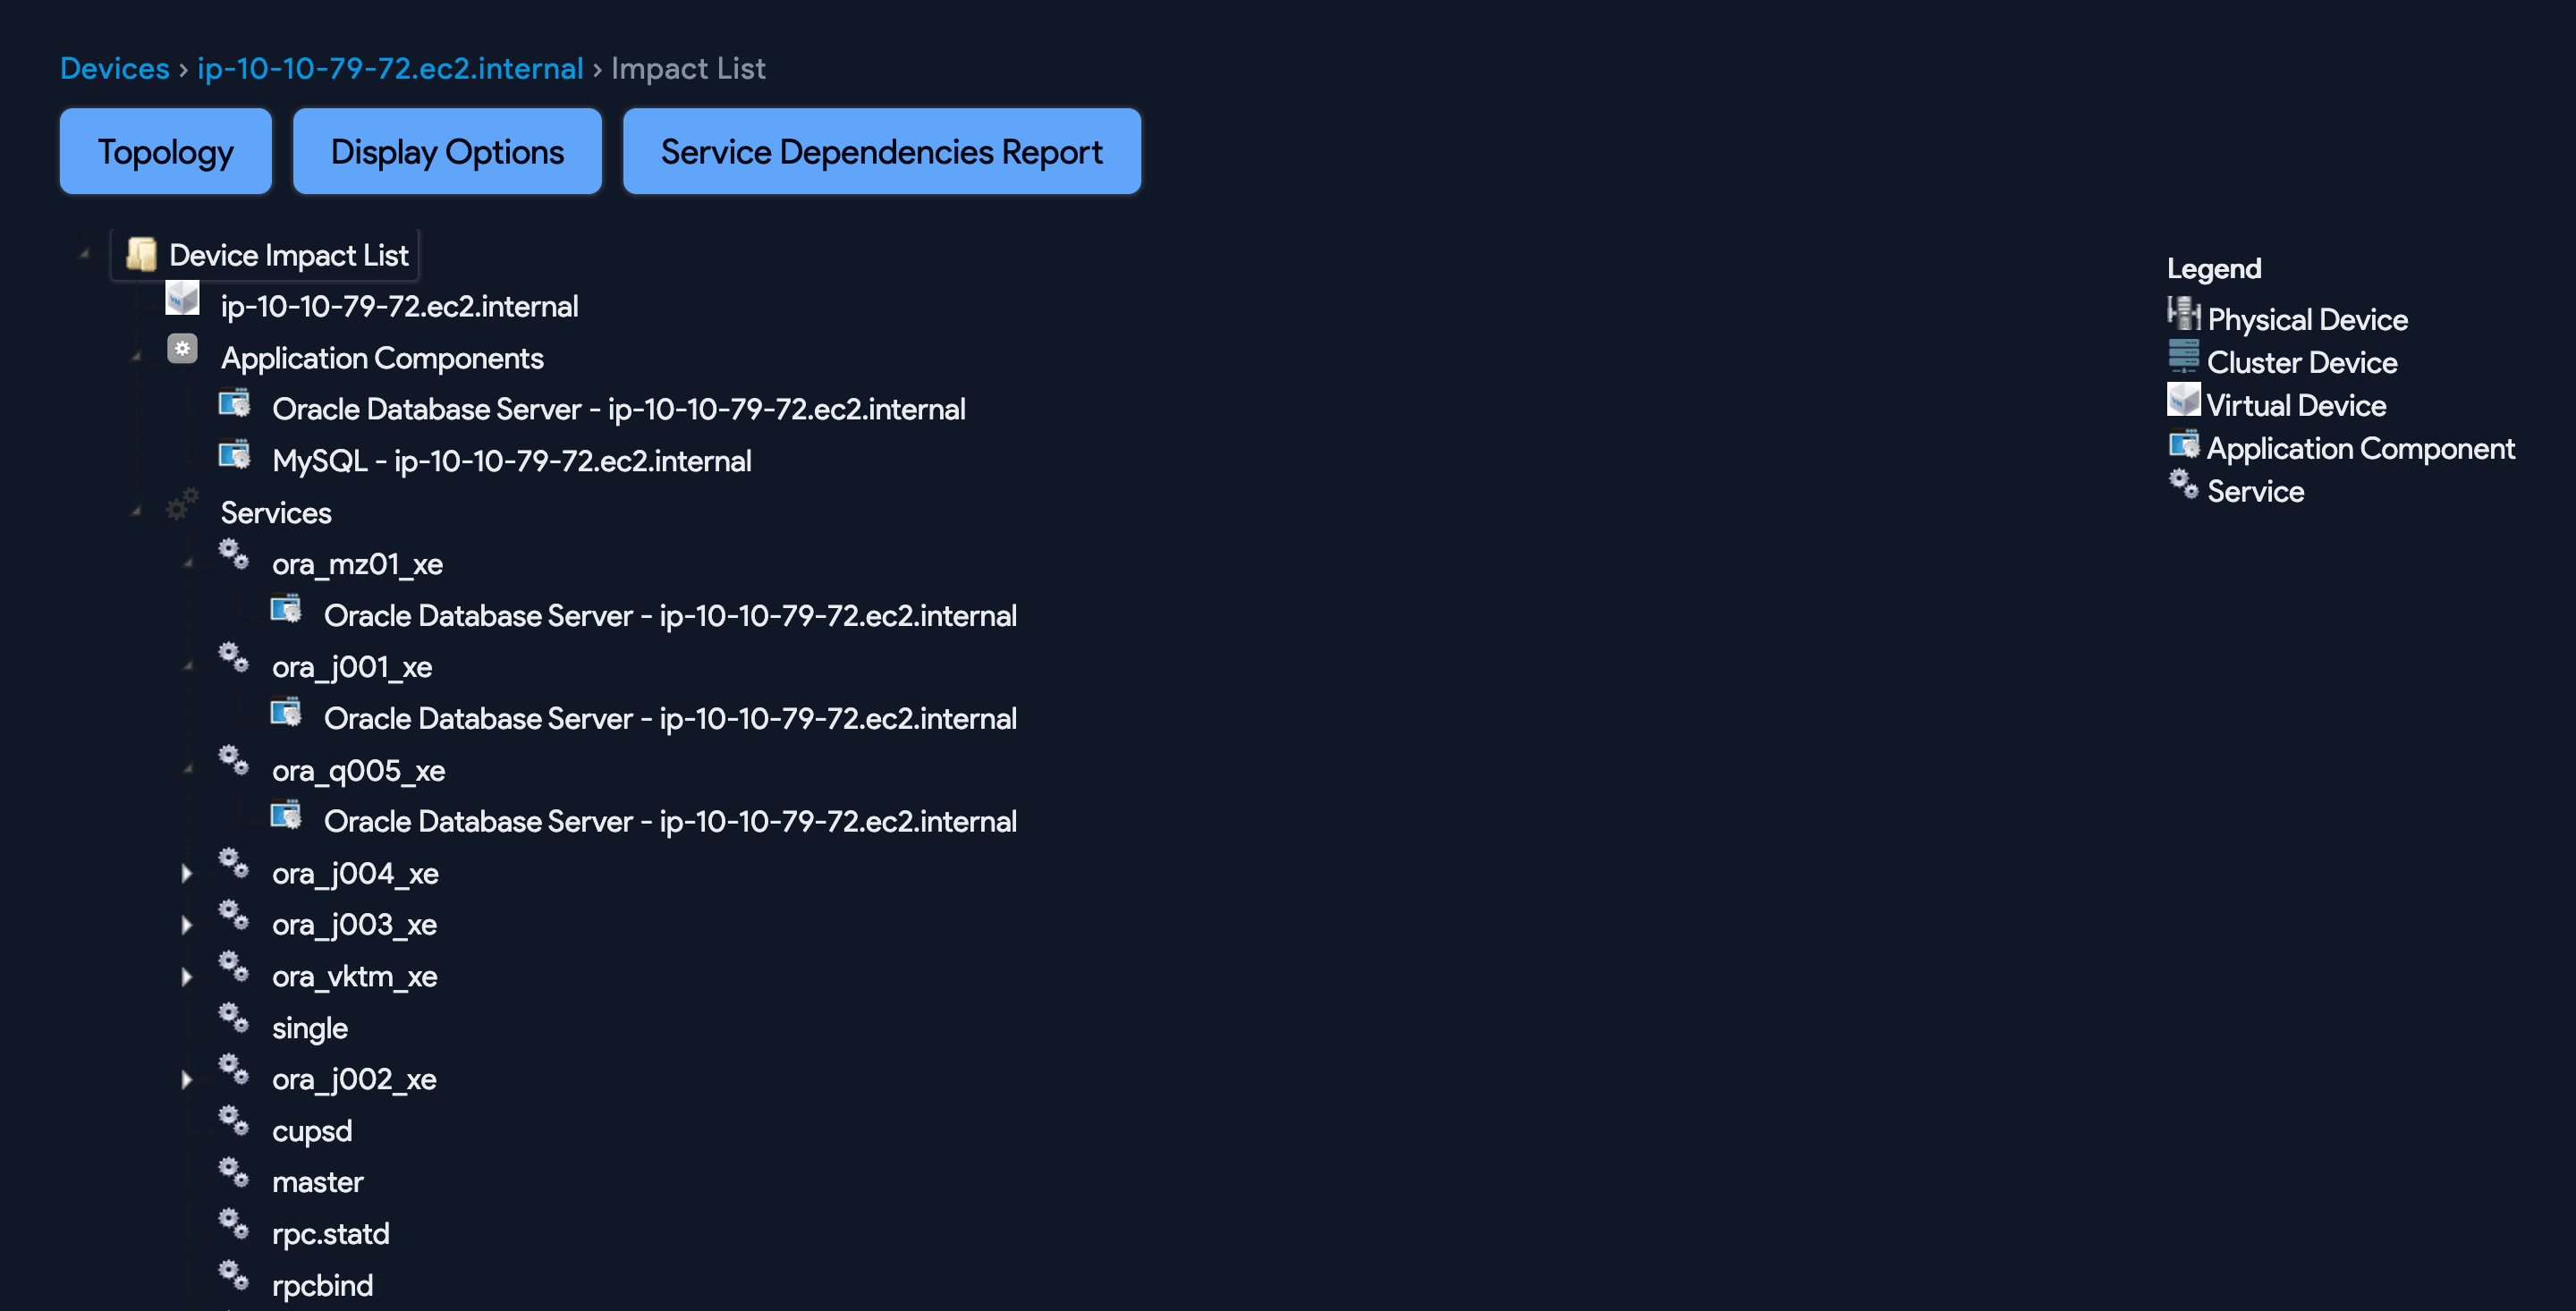 Devices › ip-10-10-79-72.ec2.internal › Impact List
Topology
Display Options
Service Dependencies Report
Device Impact List
ip-10-10-79-72.ec2.internal
Application Components
Oracle Database Server - ip-10-10-79-72.ec2.internal
MySQL - ip-10-10-79-72.ec2.internal
Services
ora_mz01_xe
Oracle Database Server - ip-10-10-79-72.ec2.internal
ora_j001_xe
Oracle Database Server - ip-10-10-79-72.ec2.internal
ora_q005_xe
Oracle Database Server - ip-10-10-79-72.ec2.internal
ora_j004_xe
ora_j003_xe
ora_vktm_xe
single
ora_j002_xe
cupsd
master
rpc.statd
rpcbind
Legend
Physical Device
Cluster Device
Virtual Device
Application Component
Service